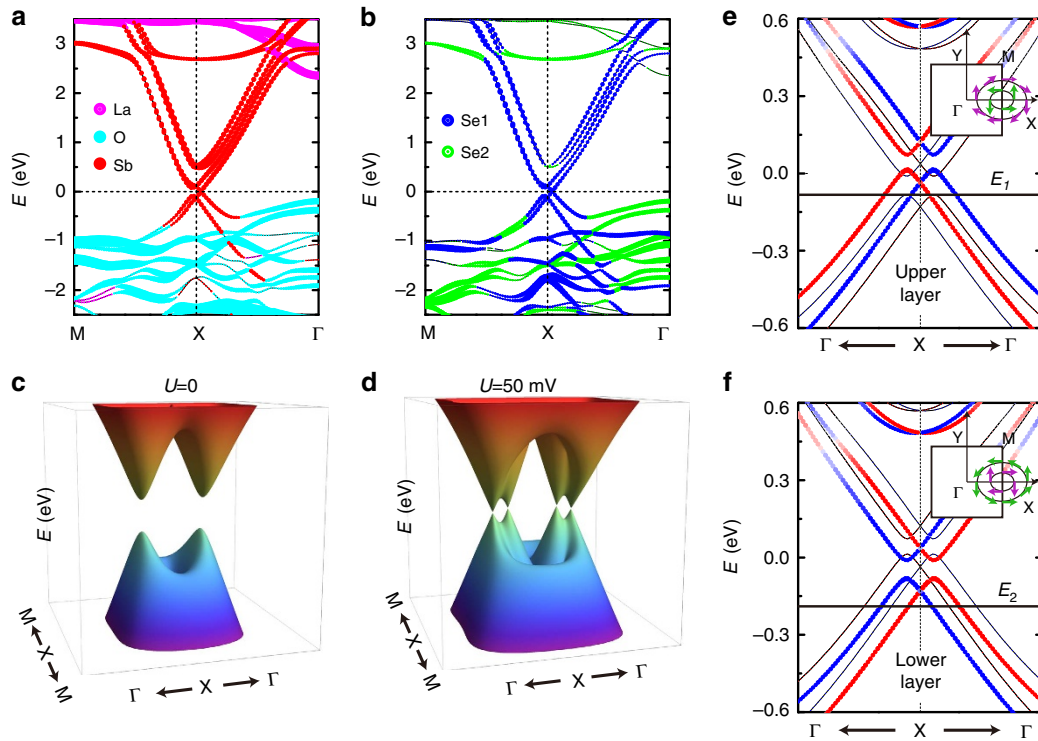 a
3
2
1
0
−1
−2
E (eV)
La
O
Sb
M X Γ
b
3
2
1
0
−1
−2
E (eV)
Se1
Se2
M X Γ
c
U=0
E (eV)
M
X
M
Γ X Γ
d
U=50 mV
E (eV)
M
X
M
Γ X Γ
e
0.6
0.3
0.0
−0.3
−0.6
E (eV)
Y M
Γ X
E1
Upper
layer
Γ X Γ
f
0.6
0.3
0.0
−0.3
−0.6
E (eV)
Y M
Γ X
E2
Lower
layer
Γ X Γ